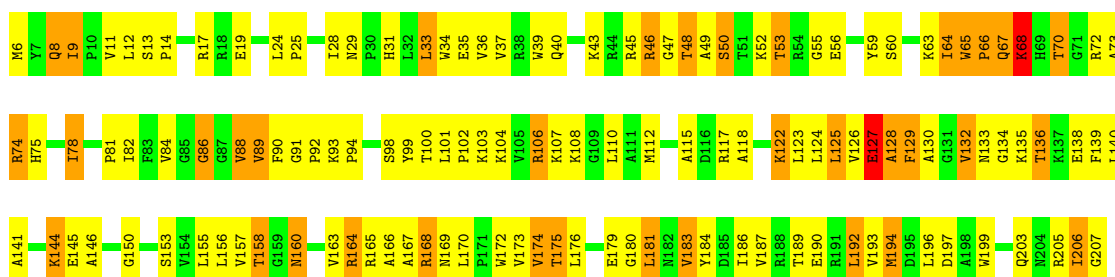 M6 Y7 Q8 I9 P10 V11 L12 S13 P14 R17 R18 E19 L24 P25 I28 N29 P30 H31 L32 L33 W34 E35 V36 V37 R38 W39 Q40 K43 R44 R45 R46 G47 T48 A49 S50 T51 K52 T53 R54 G55 E56 Y59 S60 K63 I64 W65 P66 Q67 K68 H69 T70 G71 R72 A73
R74 H75 I78 P81 I82 F83 V84 G85 G86 G87 V88 V89 F90 G91 P92 K93 P94 S98 Y99 T100 L101 P102 K103 K104 V105 R106 K107 K108 G109 L110 A111 M112 A115 D116 R117 A118 K122 L123 L124 L125 V126 E127 A128 F129 A130 G131 V132 N133 G134 K135 T136 K137 E138 F139 L140
A141 K144 E145 A146 G150 S153 V154 L155 L156 V157 T158 G159 N160 V163 R164 R165 A166 A167 R168 N169 L170 P171 W172 V173 V174 T175 L176 E179 G180 L181 N182 V183 Y184 D185 I186 V187 R188 T189 E190 R191 L192 V193 M194 D195 L196 D197 A198 W199 Q203 N204 R205 I206 G207